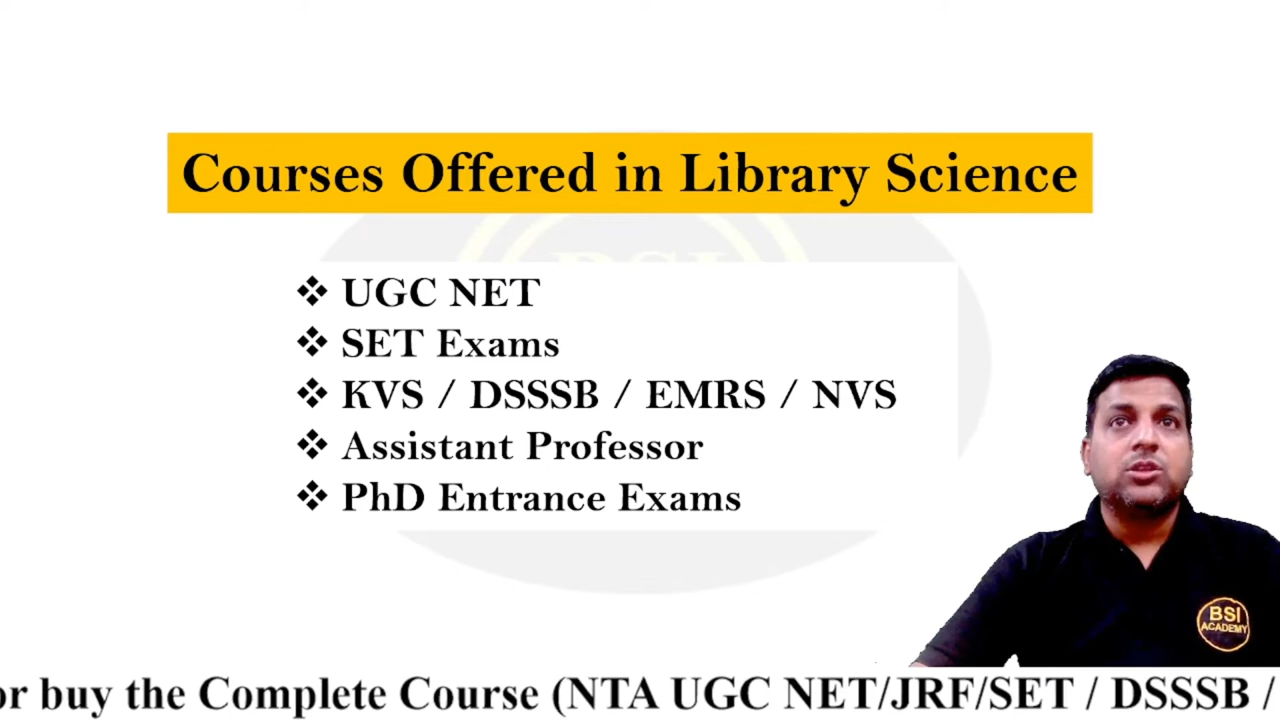 Courses Offered in Library Science
BSI
❖ UGC NET
❖ SET Exams
❖ KVS / DSSSB / EMRS / NVS
❖ Assistant Professor
❖ PhD Entrance Exams
BSI
ACADEMY
or buy the Complete Course (NTA UGC NET/JRF/SET / DSSSB /